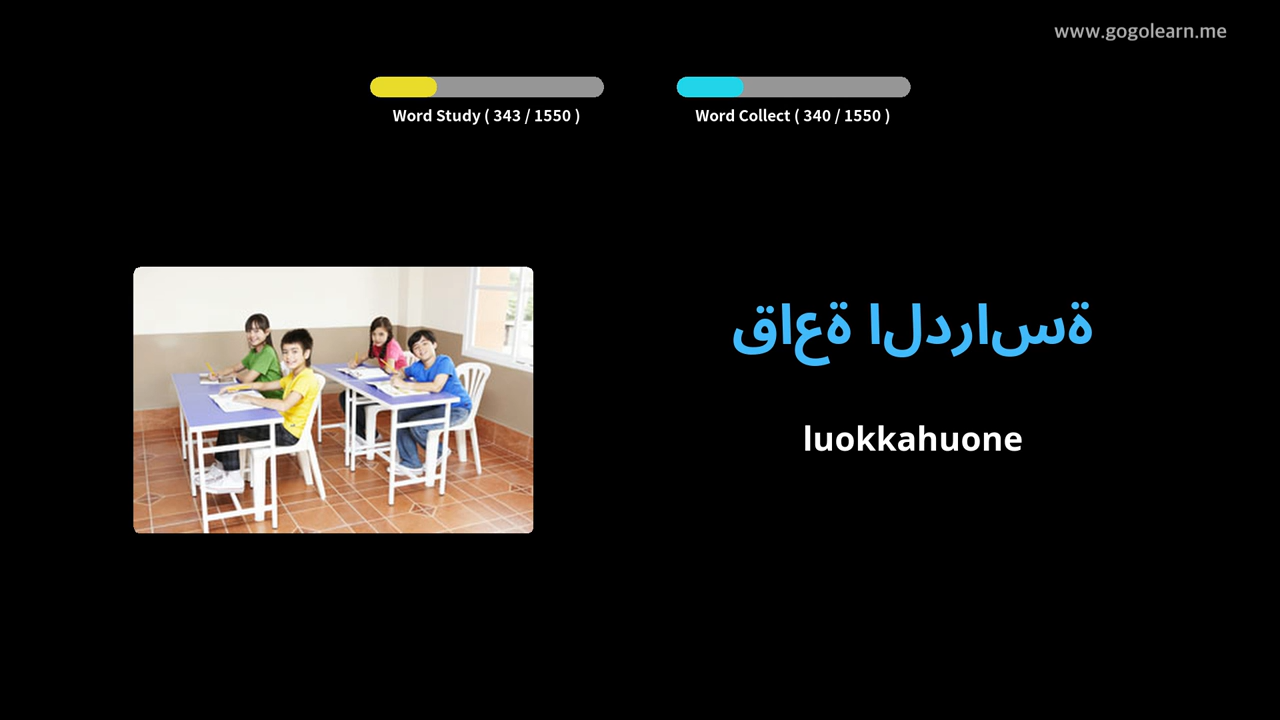 www.gogolearn.me
Word Study ( 343 / 1550 )
Word Collect ( 340 / 1550 )
قاعة الدراسة
luokkahuone